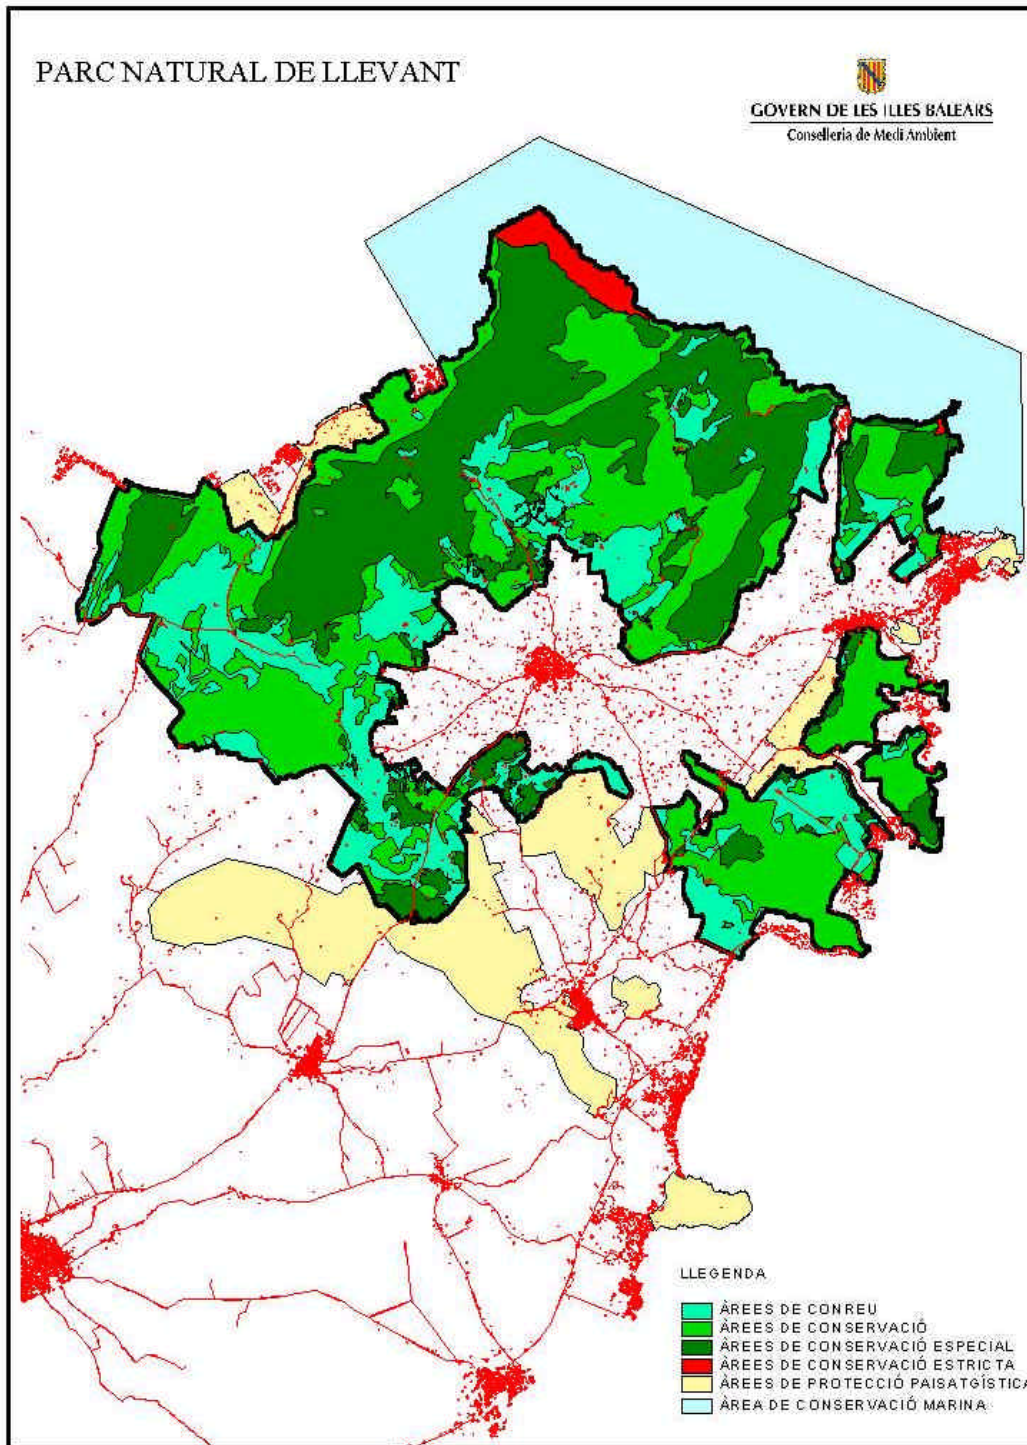 PARC NATURAL DE LLEVANT
GOVERN DE LES ILLES BALEARS
Conselleria de Medi Ambient
LLEGENDA
ÀREES DE CONREU
ÀREES DE CONSERVACIÓ
ÀREES DE CONSERVACIÓ ESPECIAL
ÀREES DE CONSERVACIÓ ESTRICTA
ÀREES DE PROTECCIÓ PAISATGÍSTICA
ÀREA DE CONSERVACIÓ MARINA